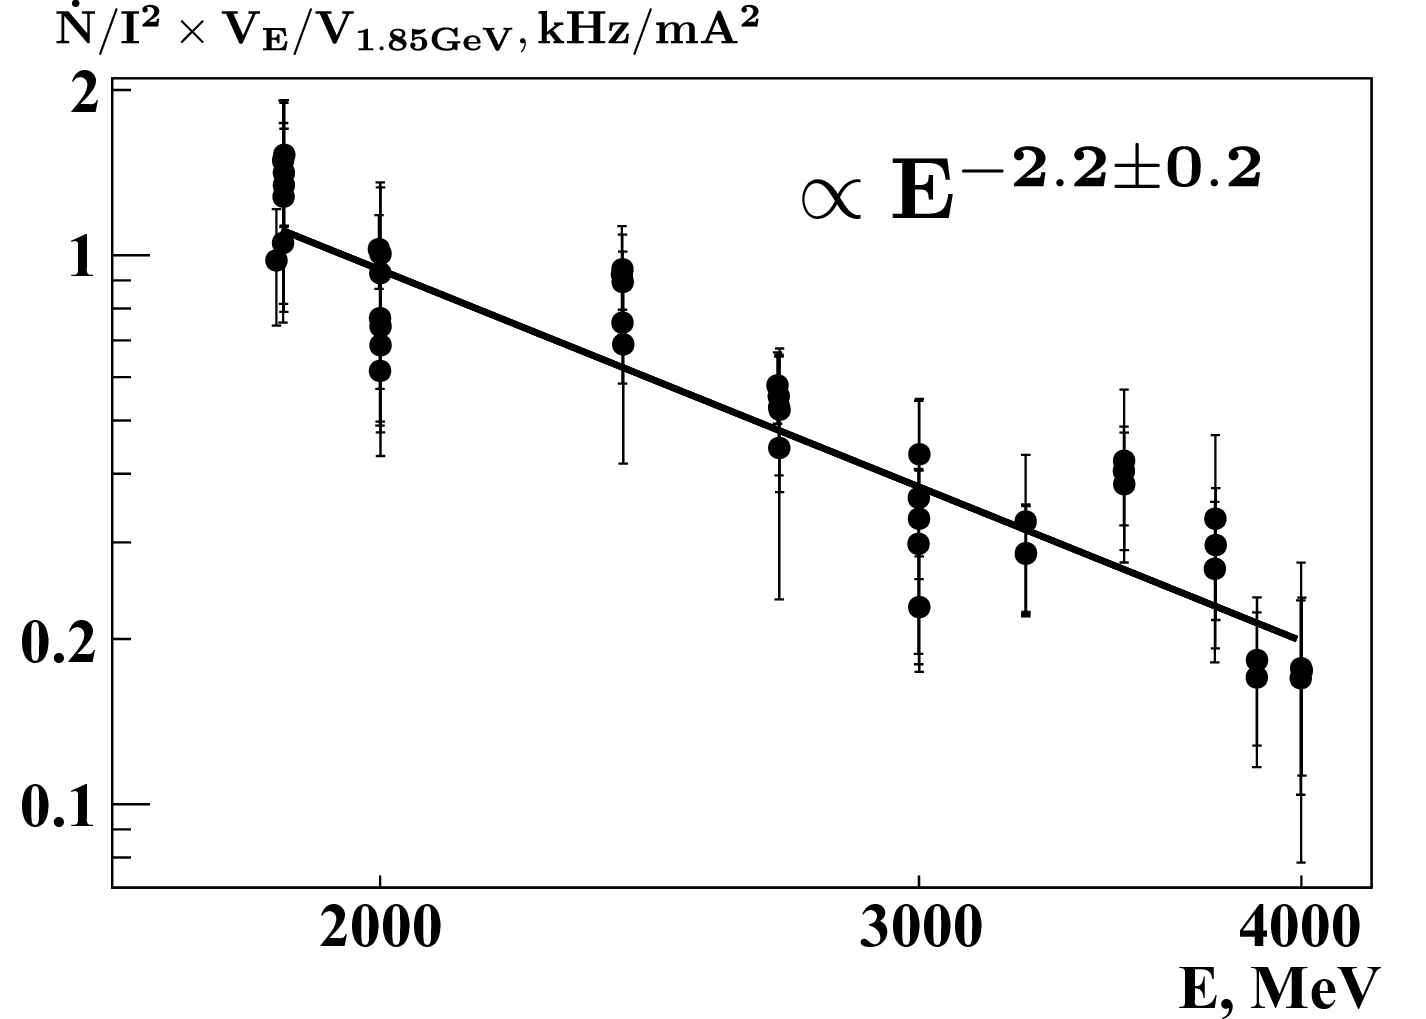 Ṅ/I² × V_E/V_1.85GeV, kHz/mA²
∝ E^−2.2±0.2
2
1
0.2
0.1
2000 3000 4000
E, MeV